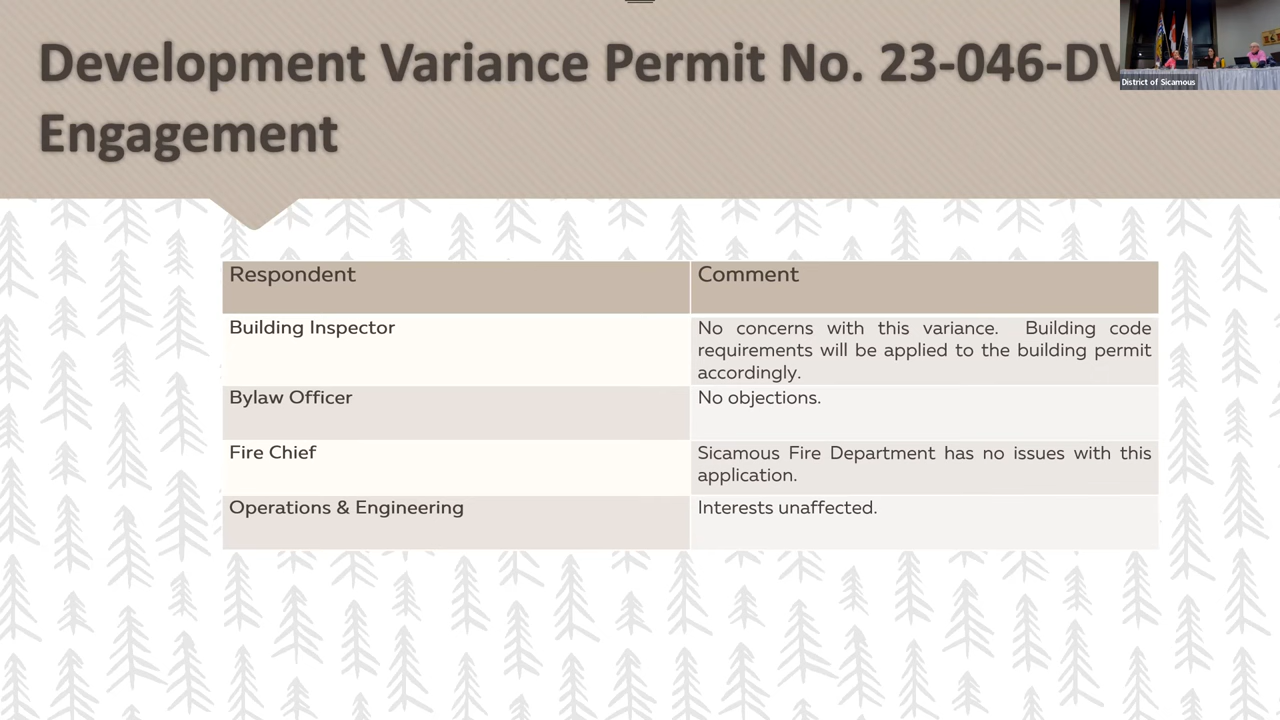 Development Variance Permit No. 23-046-DV
Engagement
District of Sicamous
Respondent
Comment
Building Inspector
No concerns with this variance. Building code
requirements will be applied to the building permit
accordingly.
Bylaw Officer
No objections.
Fire Chief
Sicamous Fire Department has no issues with this
application.
Operations & Engineering
Interests unaffected.